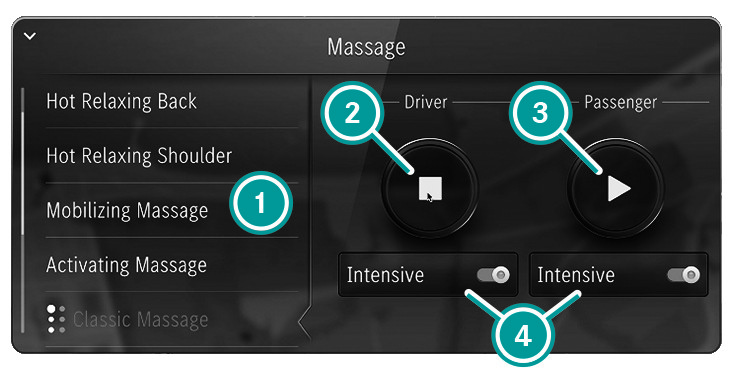 Massage
Hot Relaxing Back
Hot Relaxing Shoulder
Mobilizing Massage
Activating Massage
Classic Massage
1
2
Driver
3
Passenger
Intensive
Intensive
4